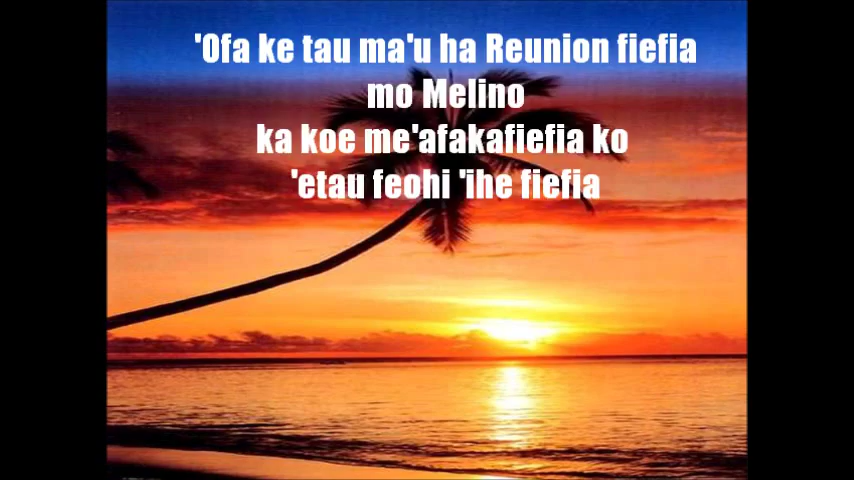 'Ofa ke tau ma'u ha Reunion fiefia
mo Melino
ka koe me'afakafiefia ko
'etau feohi 'ihe fiefia